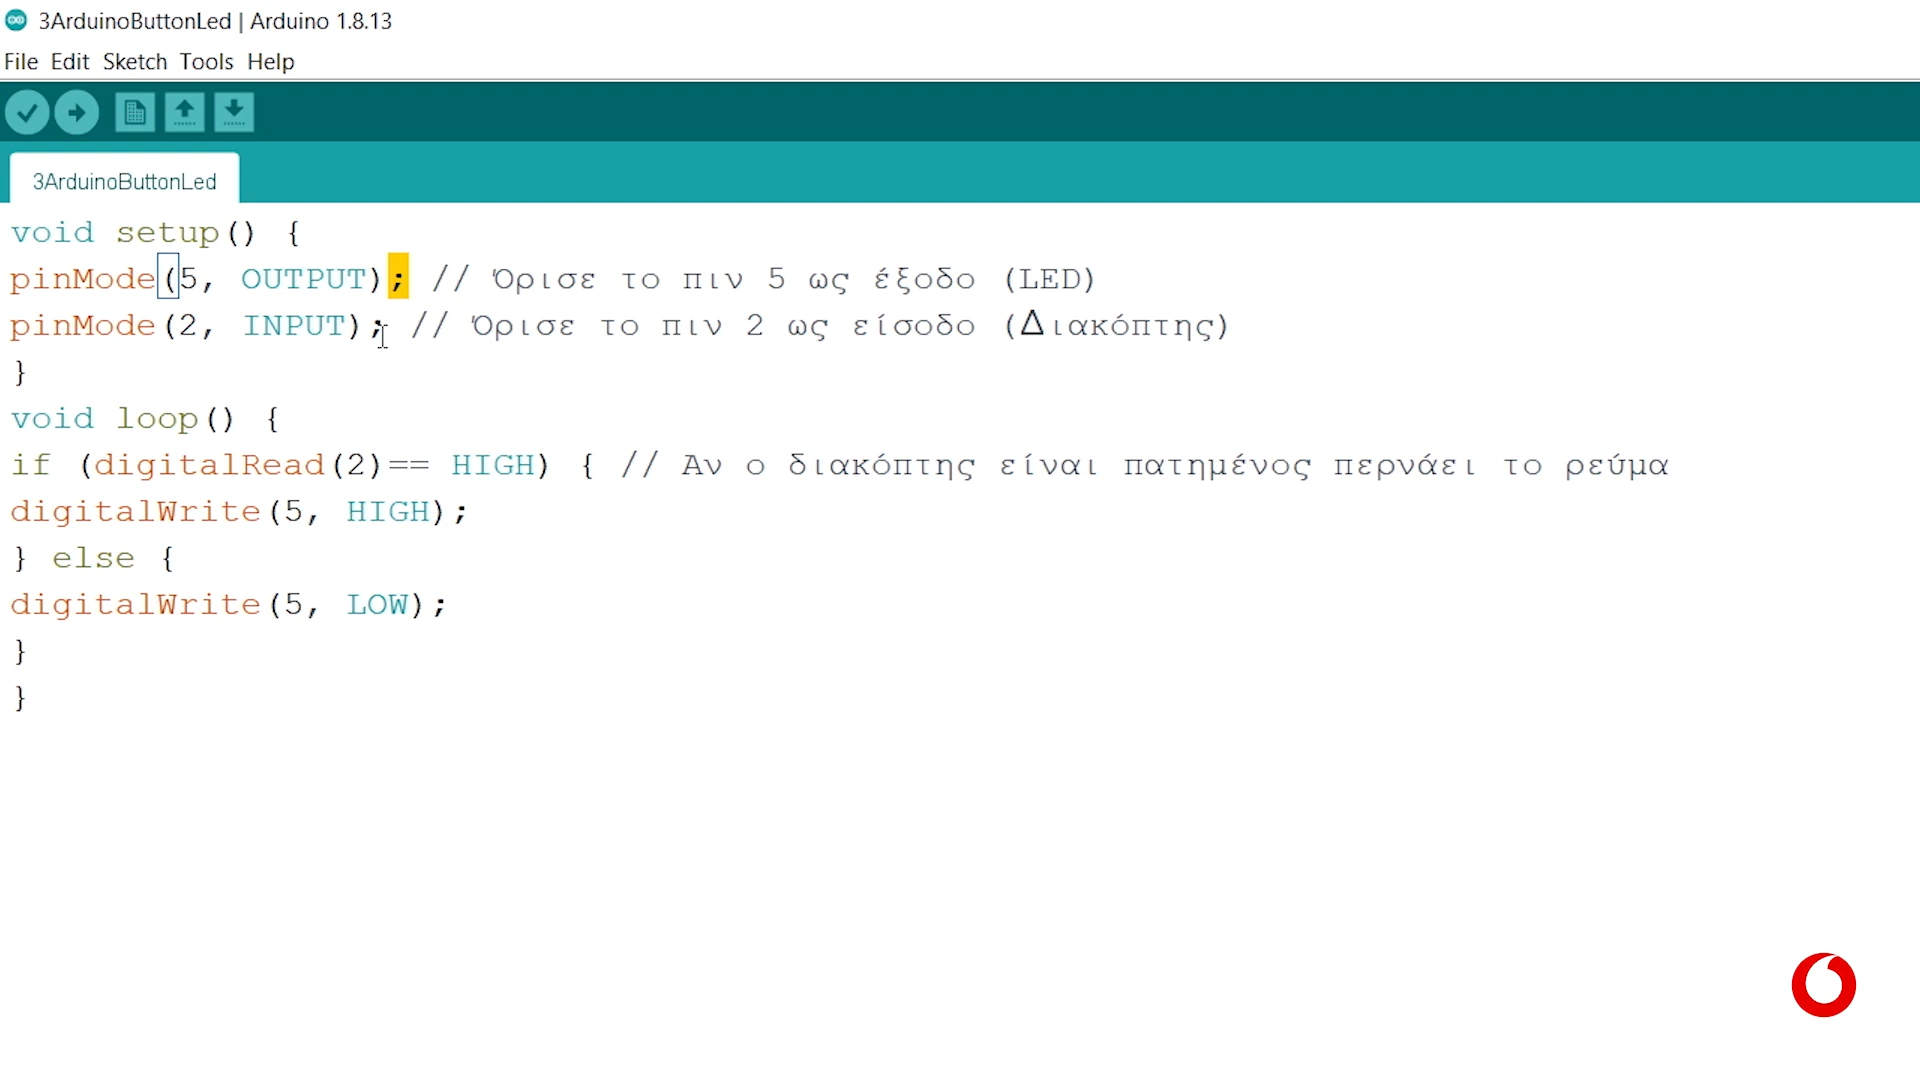 3ArduinoButtonLed | Arduino 1.8.13
File Edit Sketch Tools Help
3ArduinoButtonLed
void setup() {
pinMode(5, OUTPUT); // Όρισε το πιν 5 ως έξοδο (LED)
pinMode(2, INPUT); // Όρισε το πιν 2 ως είσοδο (Διακόπτης)
}
void loop() {
if (digitalRead(2)== HIGH) { // Αν ο διακόπτης είναι πατημένος περνάει το ρεύμα
digitalWrite(5, HIGH);
} else {
digitalWrite(5, LOW);
}
}